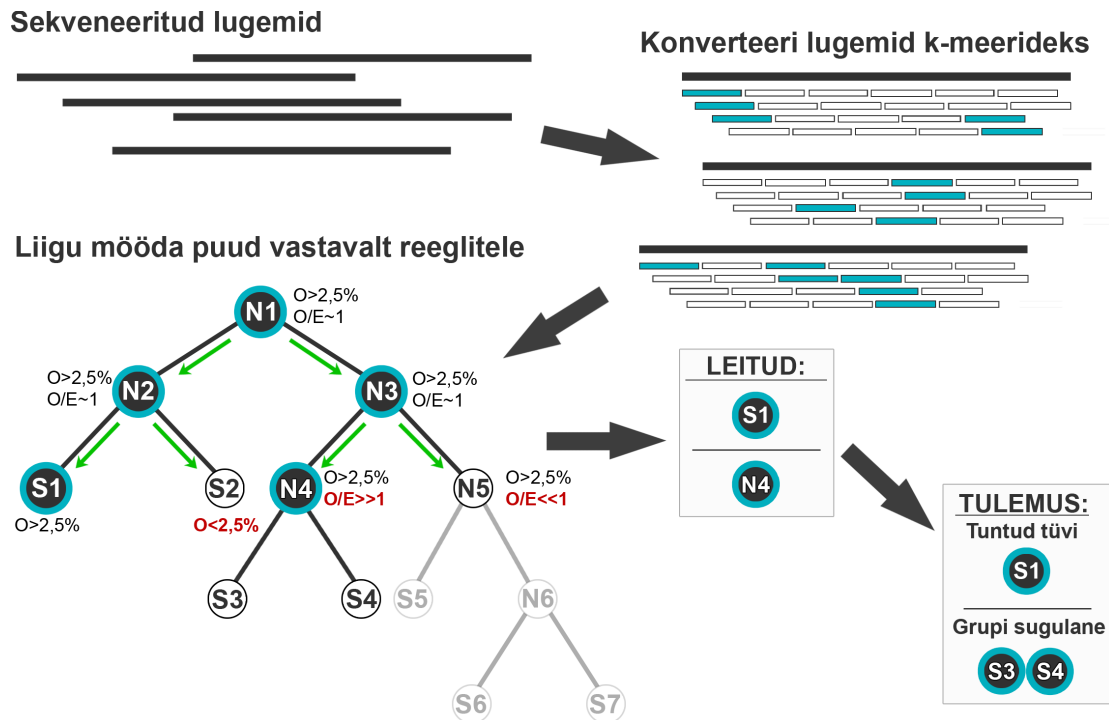 Sekveneeritud lugemid
Konverteeri lugemid k-meerideks
Liigu mööda puud vastavalt reeglitele
N1
O>2,5%
O/E~1
O>2,5%
O/E~1
N2
N3
O>2,5%
O/E~1
S1
O>2,5%
S2
O<2,5%
N4
O>2,5%
O/E>>1
N5
O>2,5%
O/E<<1
S3
S4
S5
N6
S6
S7
LEITUD:
S1
N4
TULEMUS:
Tuntud tüvi
S1
Grupi sugulane
S3
S4